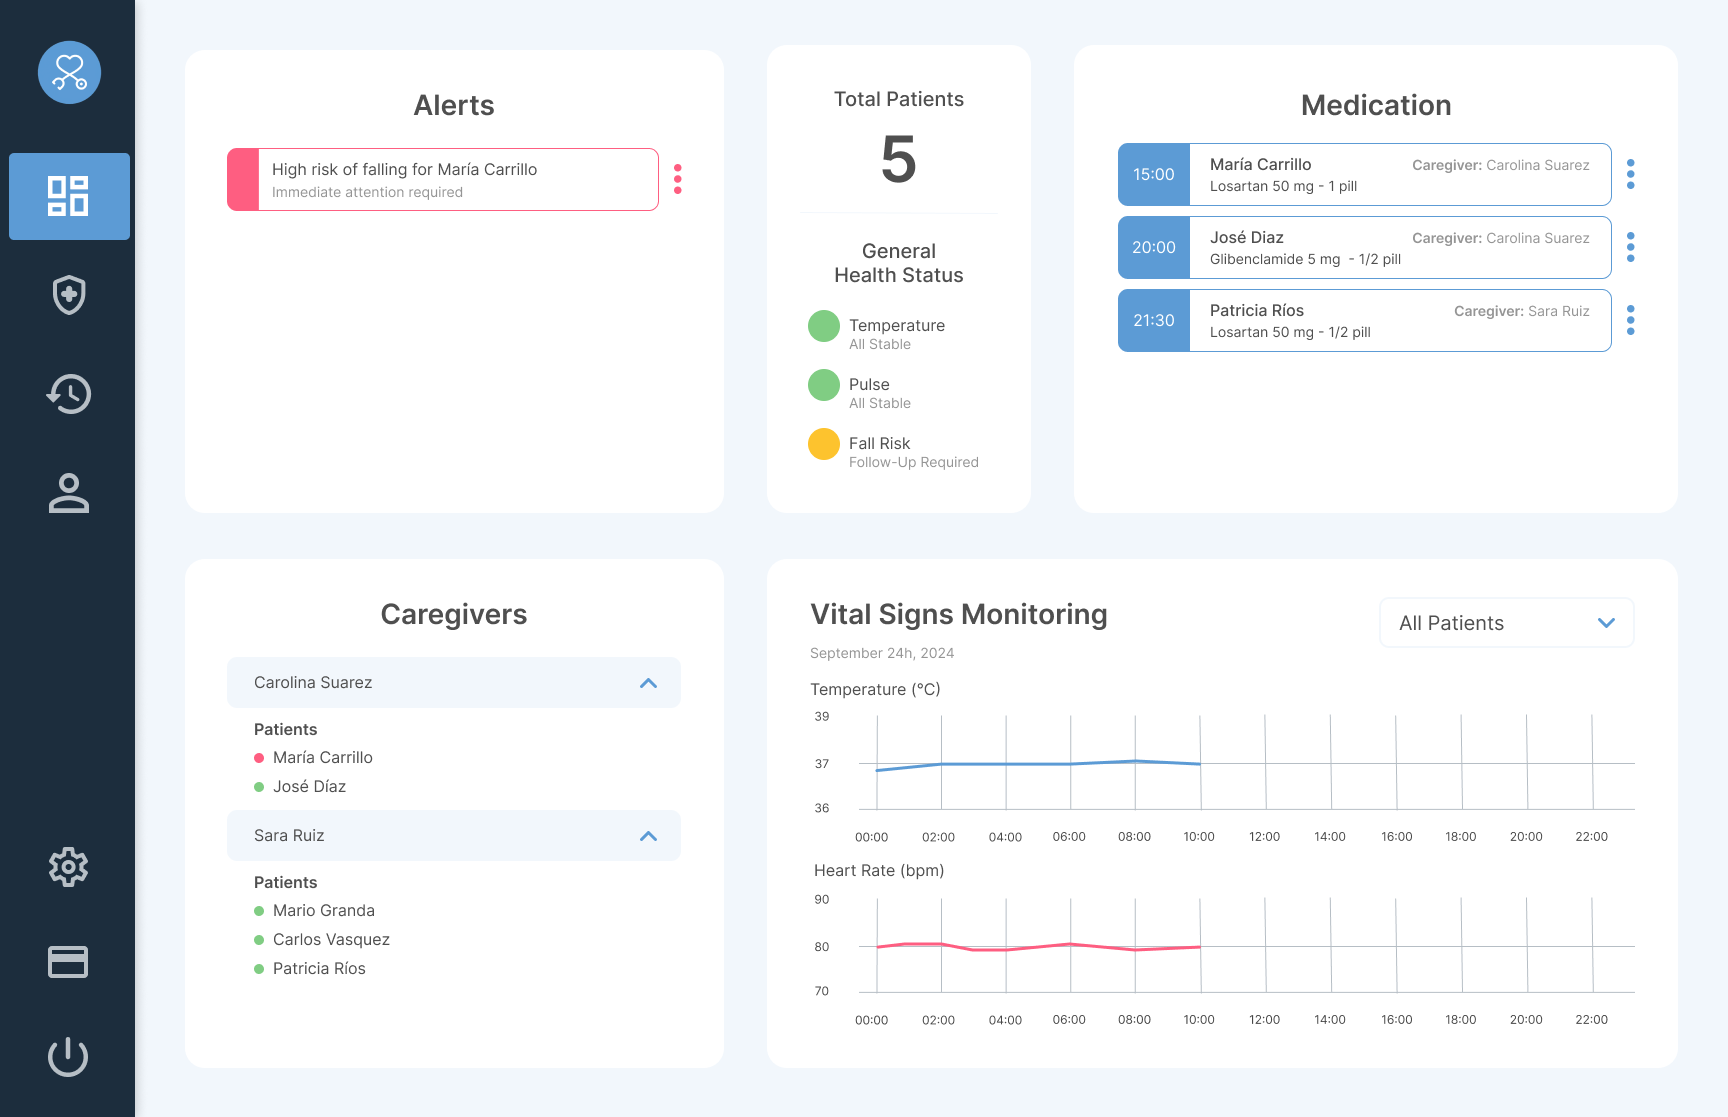 Alerts
High risk of falling for María Carrillo
Immediate attention required
Total Patients
5
General
Health Status
Temperature
All Stable
Pulse
All Stable
Fall Risk
Follow-Up Required
Medication
15:00
María Carrillo
Caregiver: Carolina Suarez
Losartan 50 mg - 1 pill
20:00
José Diaz
Caregiver: Carolina Suarez
Glibenclamide 5 mg - 1/2 pill
21:30
Patricia Ríos
Caregiver: Sara Ruiz
Losartan 50 mg - 1/2 pill
Caregivers
Carolina Suarez
Patients
María Carrillo
José Díaz
Sara Ruiz
Patients
Mario Granda
Carlos Vasquez
Patricia Ríos
Vital Signs Monitoring
All Patients
September 24h, 2024
Temperature (°C)
39
37
36
00:00 02:00 04:00 06:00 08:00 10:00 12:00 14:00 16:00 18:00 20:00 22:00
Heart Rate (bpm)
90
80
70
00:00 02:00 04:00 06:00 08:00 10:00 12:00 14:00 16:00 18:00 20:00 22:00